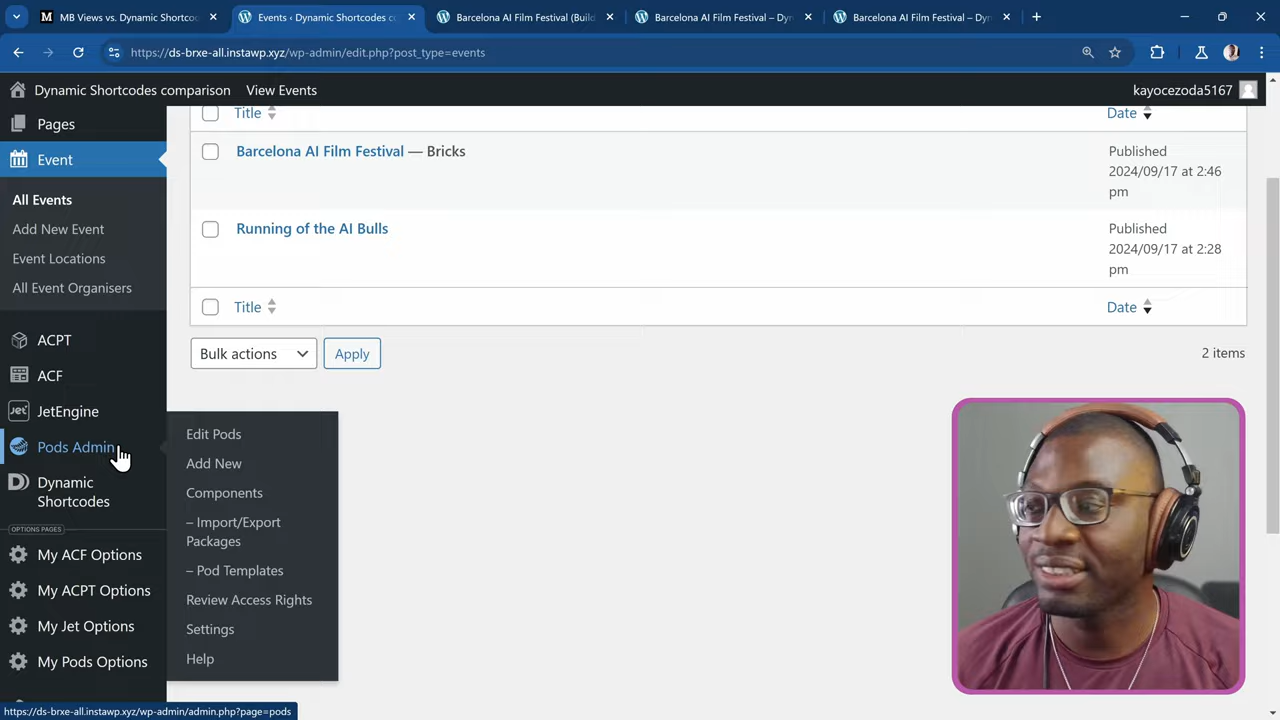 MB Views vs. Dynamic Shortcod
Events ‹ Dynamic Shortcodes co
Barcelona AI Film Festival (Build
Barcelona AI Film Festival – Dyn
Barcelona AI Film Festival – Dyn
https://ds-brxe-all.instawp.xyz/wp-admin/edit.php?post_type=events
Dynamic Shortcodes comparison
View Events
kayocezoda5167
Pages
Event
All Events
Add New Event
Event Locations
All Event Organisers
ACPT
ACF
JetEngine
Pods Admin
Dynamic
Shortcodes
OPTIONS PAGES
My ACF Options
My ACPT Options
My Jet Options
My Pods Options
Edit Pods
Add New
Components
– Import/Export
Packages
– Pod Templates
Review Access Rights
Settings
Help
Title
Date
Barcelona AI Film Festival — Bricks
Published
2024/09/17 at 2:46
pm
Running of the AI Bulls
Published
2024/09/17 at 2:28
pm
Title
Date
Bulk actions
Apply
2 items
https://ds-brxe-all.instawp.xyz/wp-admin/admin.php?page=pods